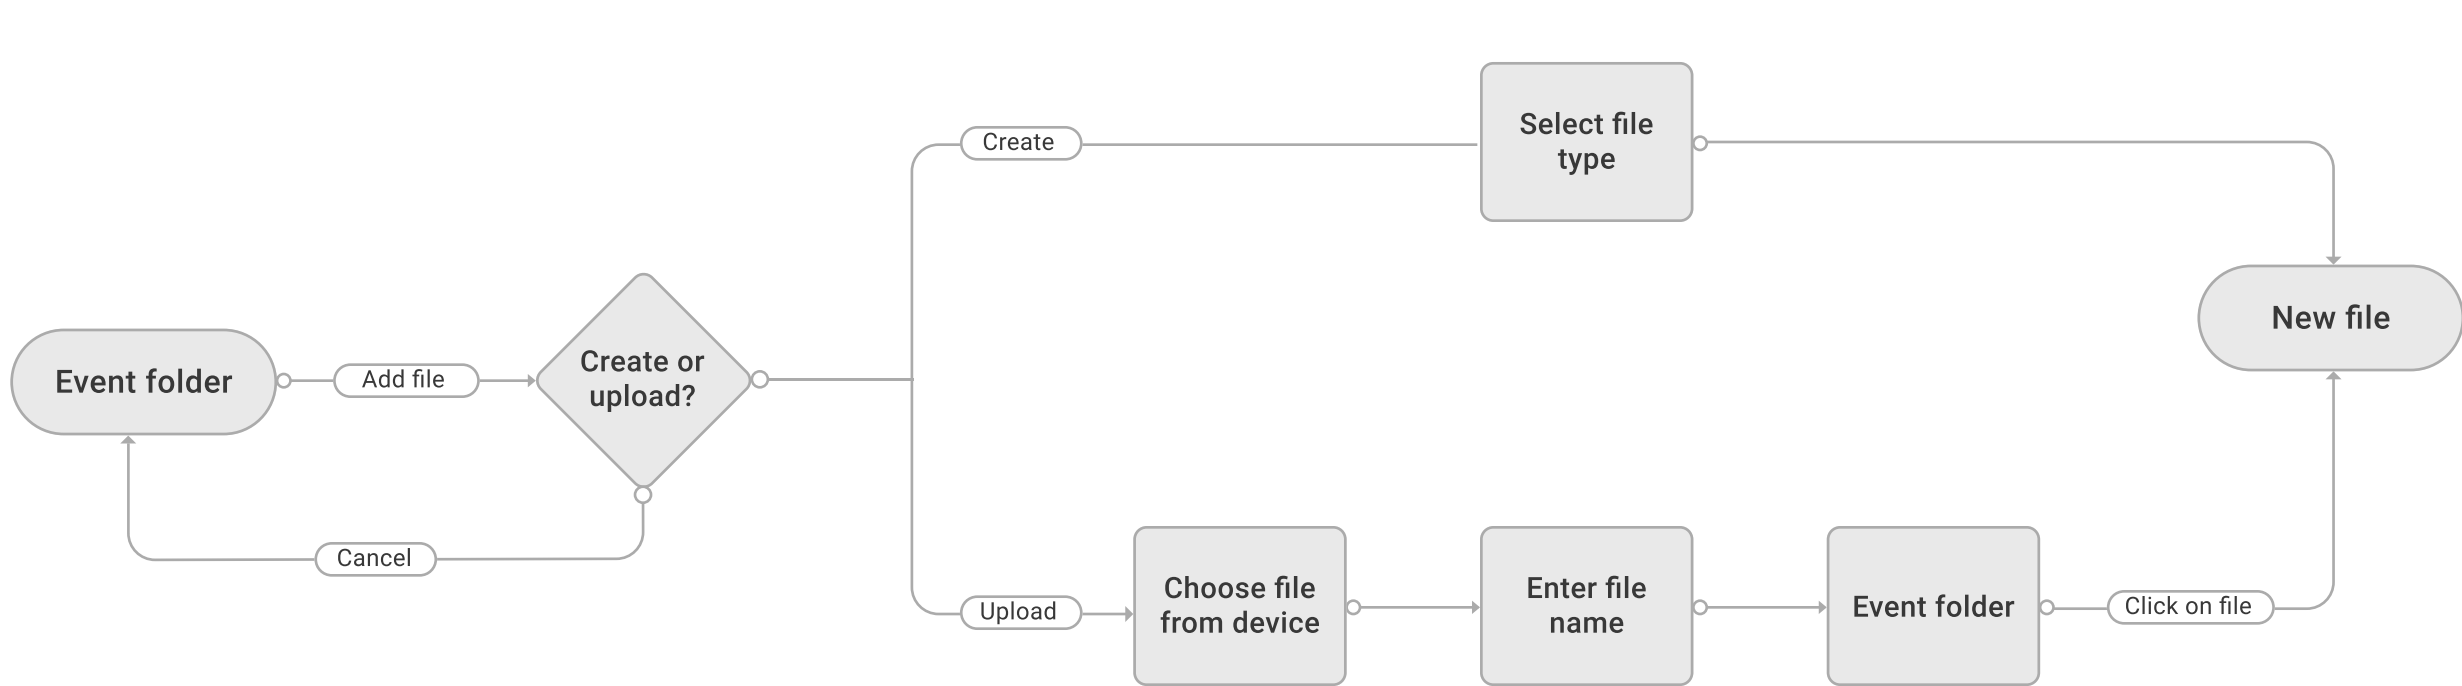 Select file
type
Create
New file
Event folder
Add file
Create or
upload?
Cancel
Upload
Choose file
from device
Enter file
name
Event folder
Click on file